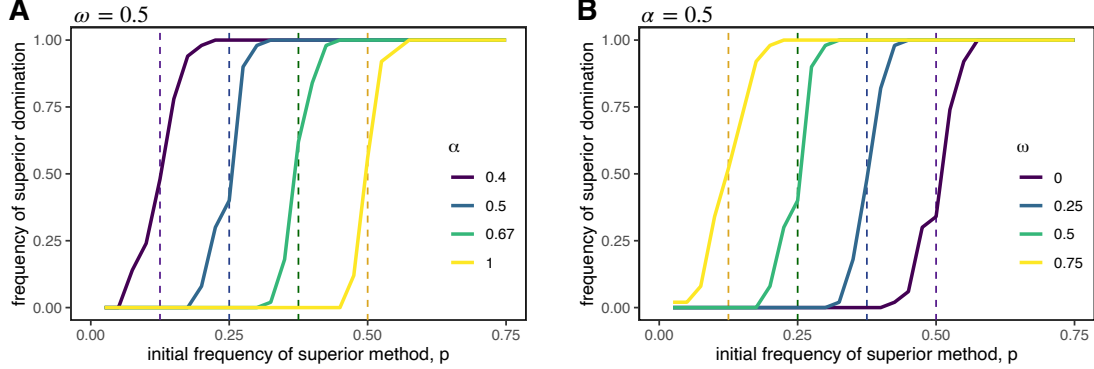 A
ω = 0.5
frequency of superior domination
1.00
0.75
0.50
0.25
0.00
α
0.4
0.5
0.67
1
0.00
0.25
0.50
0.75
initial frequency of superior method, p
B
α = 0.5
frequency of superior domination
1.00
0.75
0.50
0.25
0.00
ω
0
0.25
0.5
0.75
0.00
0.25
0.50
0.75
initial frequency of superior method, p